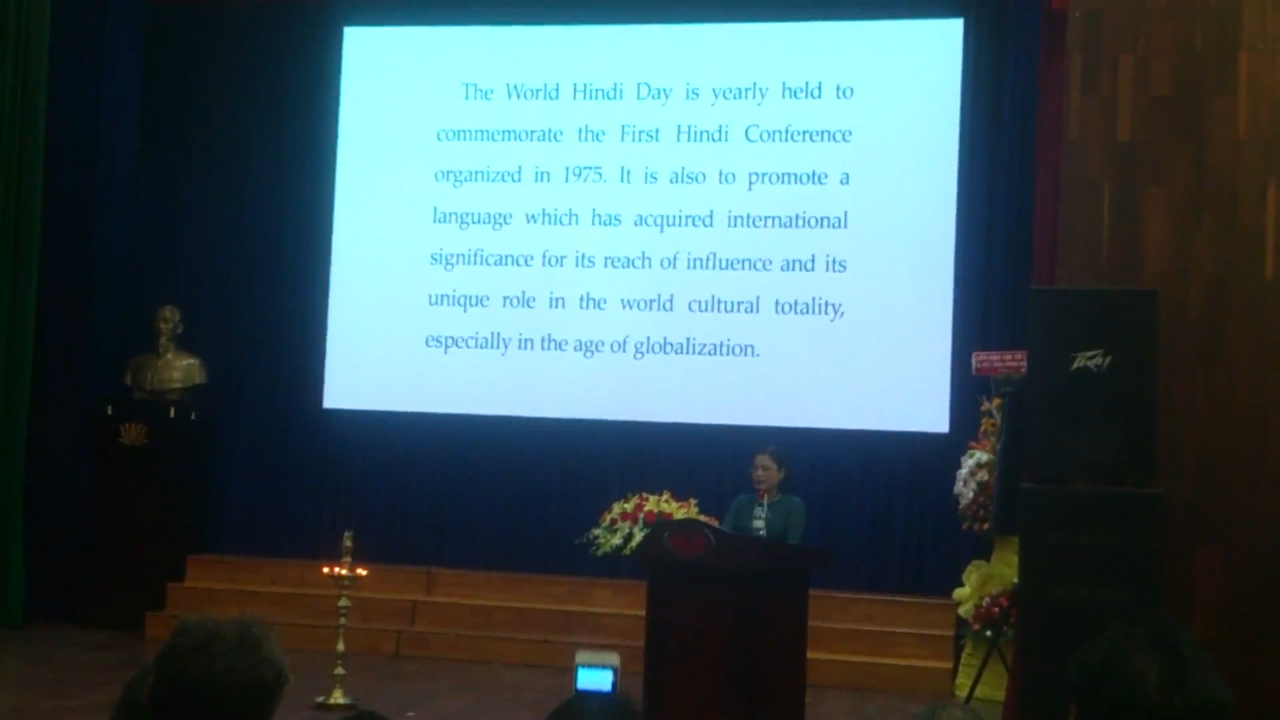 The World Hindi Day is yearly held to
commemorate the First Hindi Conference
organized in 1975. It is also to promote a
language which has acquired international
significance for its reach of influence and its
unique role in the world cultural totality,
especially in the age of globalization.
PEAVEY